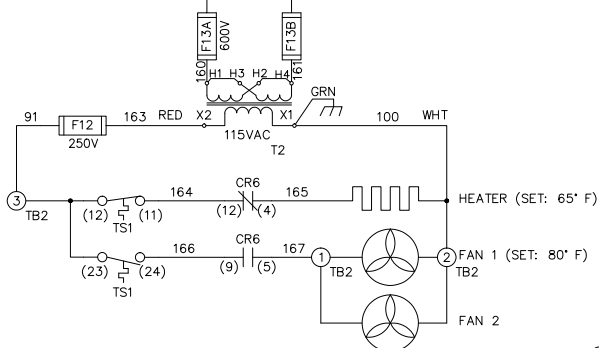 F13A
600V
F13B
160
161
H1 H3 H2 H4
GRN
91
F12
250V
163
RED
X2
115VAC
X1
T2
100
WHT
3
TB2
(12) (11)
TS1
164
CR6
(12) (4)
165
HEATER (SET: 65° F)
(23) (24)
TS1
166
CR6
(9) (5)
167
1
TB2
2
TB2
FAN 1 (SET: 80° F)
FAN 2